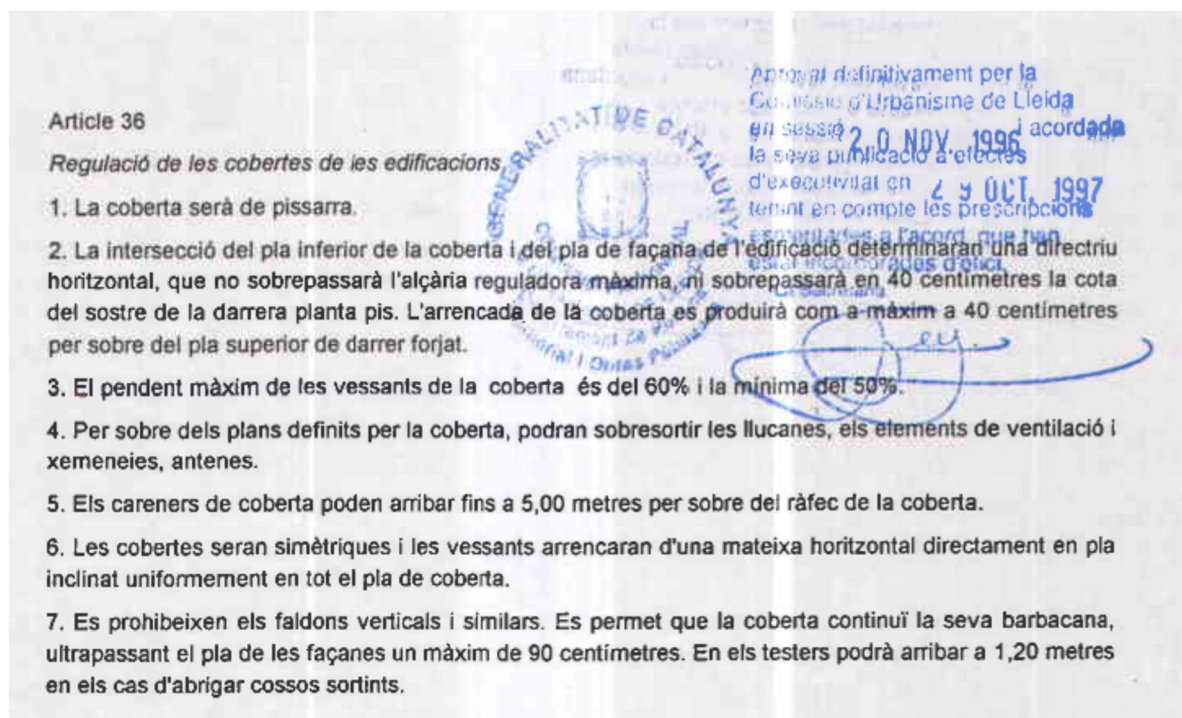 Article 36
Regulació de les cobertes de les edificacions
1. La coberta serà de pissarra.
2. La intersecció del pla inferior de la coberta i del pla de façana de l'edificació determinaran una directriu
horitzontal, que no sobrepassarà l'alçària reguladora màxima, ni sobrepassarà en 40 centímetres la cota
del sostre de la darrera planta pis. L'arrencada de la coberta es produirà com a màxim a 40 centímetres
per sobre del pla superior de darrer forjat.
3. El pendent màxim de les vessants de la coberta és del 60% i la mínima del 50%.
4. Per sobre dels plans definits per la coberta, podran sobresortir les llucanes, els elements de ventilació i
xemeneies, antenes.
5. Els careners de coberta poden arribar fins a 5,00 metres per sobre del ràfec de la coberta.
6. Les cobertes seran simètriques i les vessants arrencaran d'una mateixa horitzontal directament en pla
inclinat uniformement en tot el pla de coberta.
7. Es prohibeixen els faldons verticals i similars. Es permet que la coberta continuï la seva barbacana,
ultrapassant el pla de les façanes un màxim de 90 centímetres. En els testers podrà arribar a 1,20 metres
en els cas d'abrigar cossos sortints.
Aprovat definitivament per la
Comissió d'Urbanisme de Lleida
en sessió 20 NOV. 1996 i acordada
la seva publicació a efectes
d'executivitat en 29 OCT. 1997
tenint en compte les prescripcions
esmentades a l'acord, que han
estat incorporades d'ofici.
GENERALITAT DE CATALUNYA